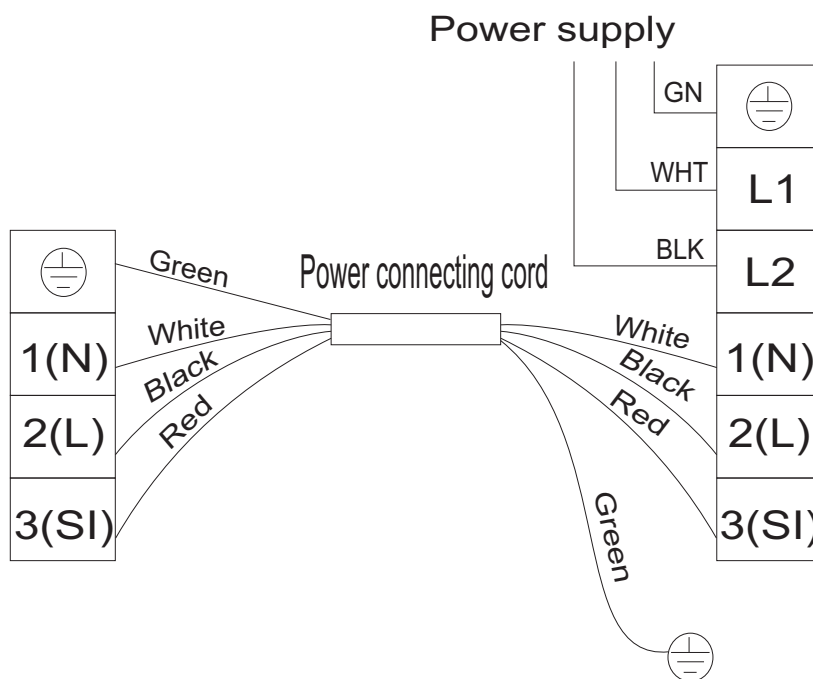 Power supply
GN
WHT
L1
BLK
L2
Green
Power connecting cord
1(N)
White
White
1(N)
2(L)
Black
Black
2(L)
3(SI)
Red
Red
3(SI)
Green